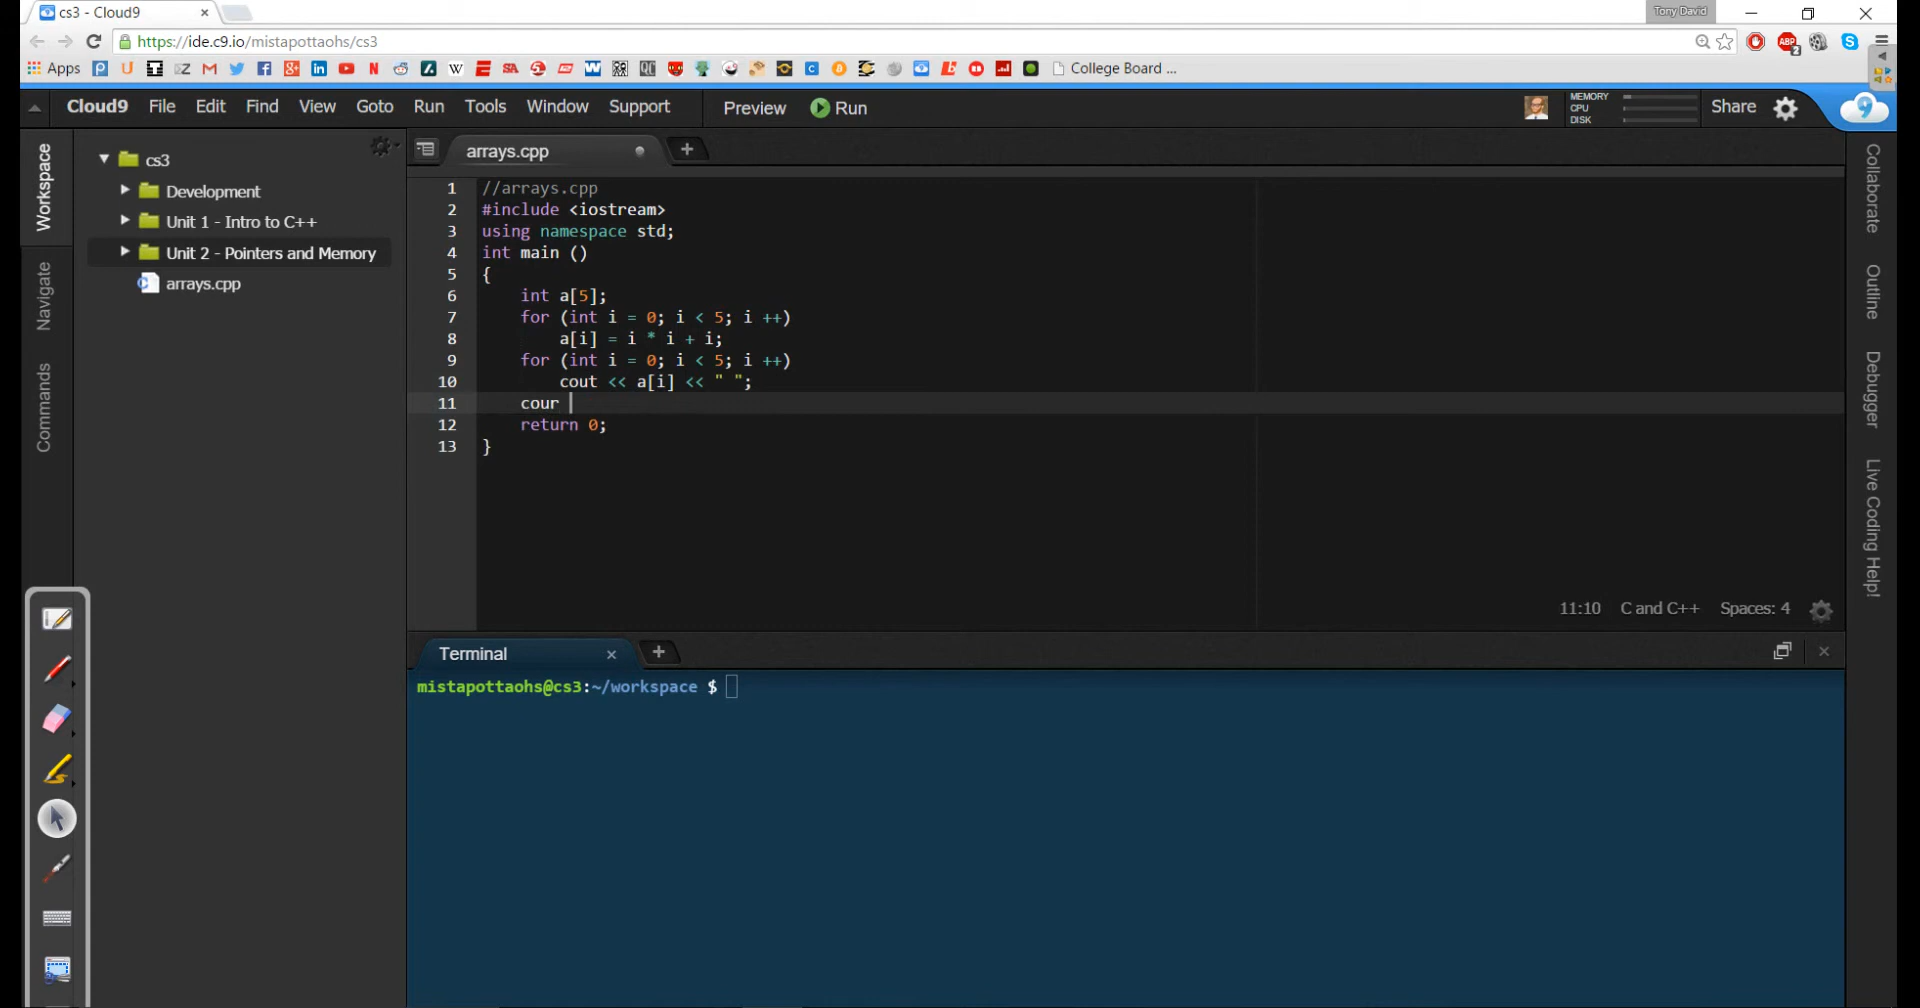 cs3 - Cloud9
Tony David
https://ide.c9.io/mistapottaohs/cs3
Apps
College Board ...
Cloud9 File Edit Find View Goto Run Tools Window Support Preview Run
MEMORY
CPU
DISK
Share
Workspace
Navigate
Commands
cs3
Development
Unit 1 - Intro to C++
Unit 2 - Pointers and Memory
arrays.cpp
arrays.cpp
1 //arrays.cpp
2 #include <iostream>
3 using namespace std;
4 int main ()
5 {
6 int a[5];
7 for (int i = 0; i < 5; i ++)
8 a[i] = i * i + i;
9 for (int i = 0; i < 5; i ++)
10 cout << a[i] << " ";
11 cour
12 return 0;
13 }
11:10 C and C++ Spaces: 4
Collaborate
Outline
Debugger
Live Coding Help!
Terminal
mistapottaohs@cs3:~/workspace $